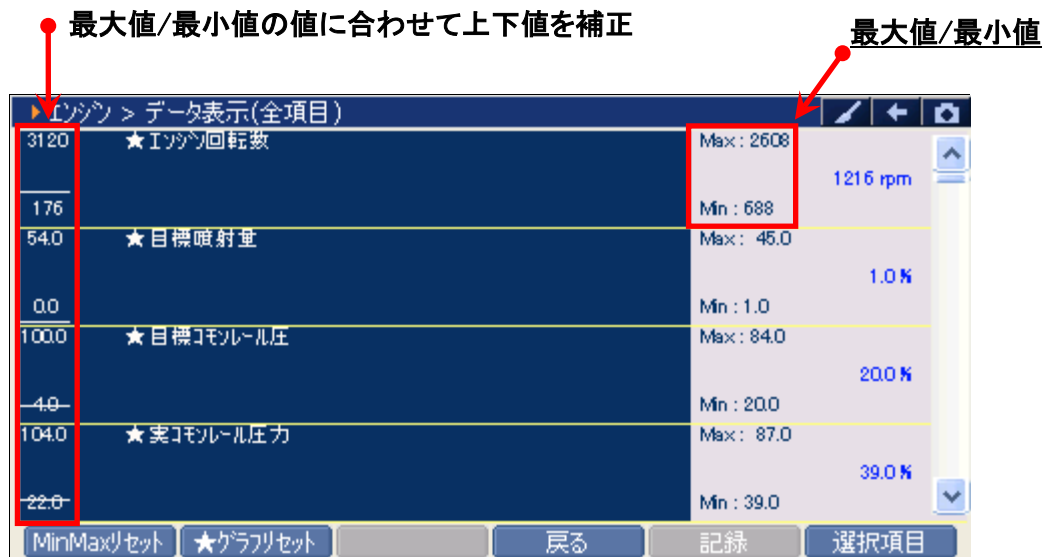 最大値/最小値の値に合わせて上下値を補正
最大値/最小値
エンジン > データ表示(全項目)
3120 ★エンジン回転数 Max : 2608
1216 rpm
176 Min : 688
54.0 ★目標噴射量 Max : 45.0
1.0 %
0.0 Min : 1.0
100.0 ★目標コモンレール圧 Max : 84.0
20.0 %
4.0 Min : 20.0
104.0 ★実コモンレール圧力 Max : 87.0
39.0 %
22.0 Min : 39.0
MinMaxリセット ★グラフリセット 戻る 記録 選択項目